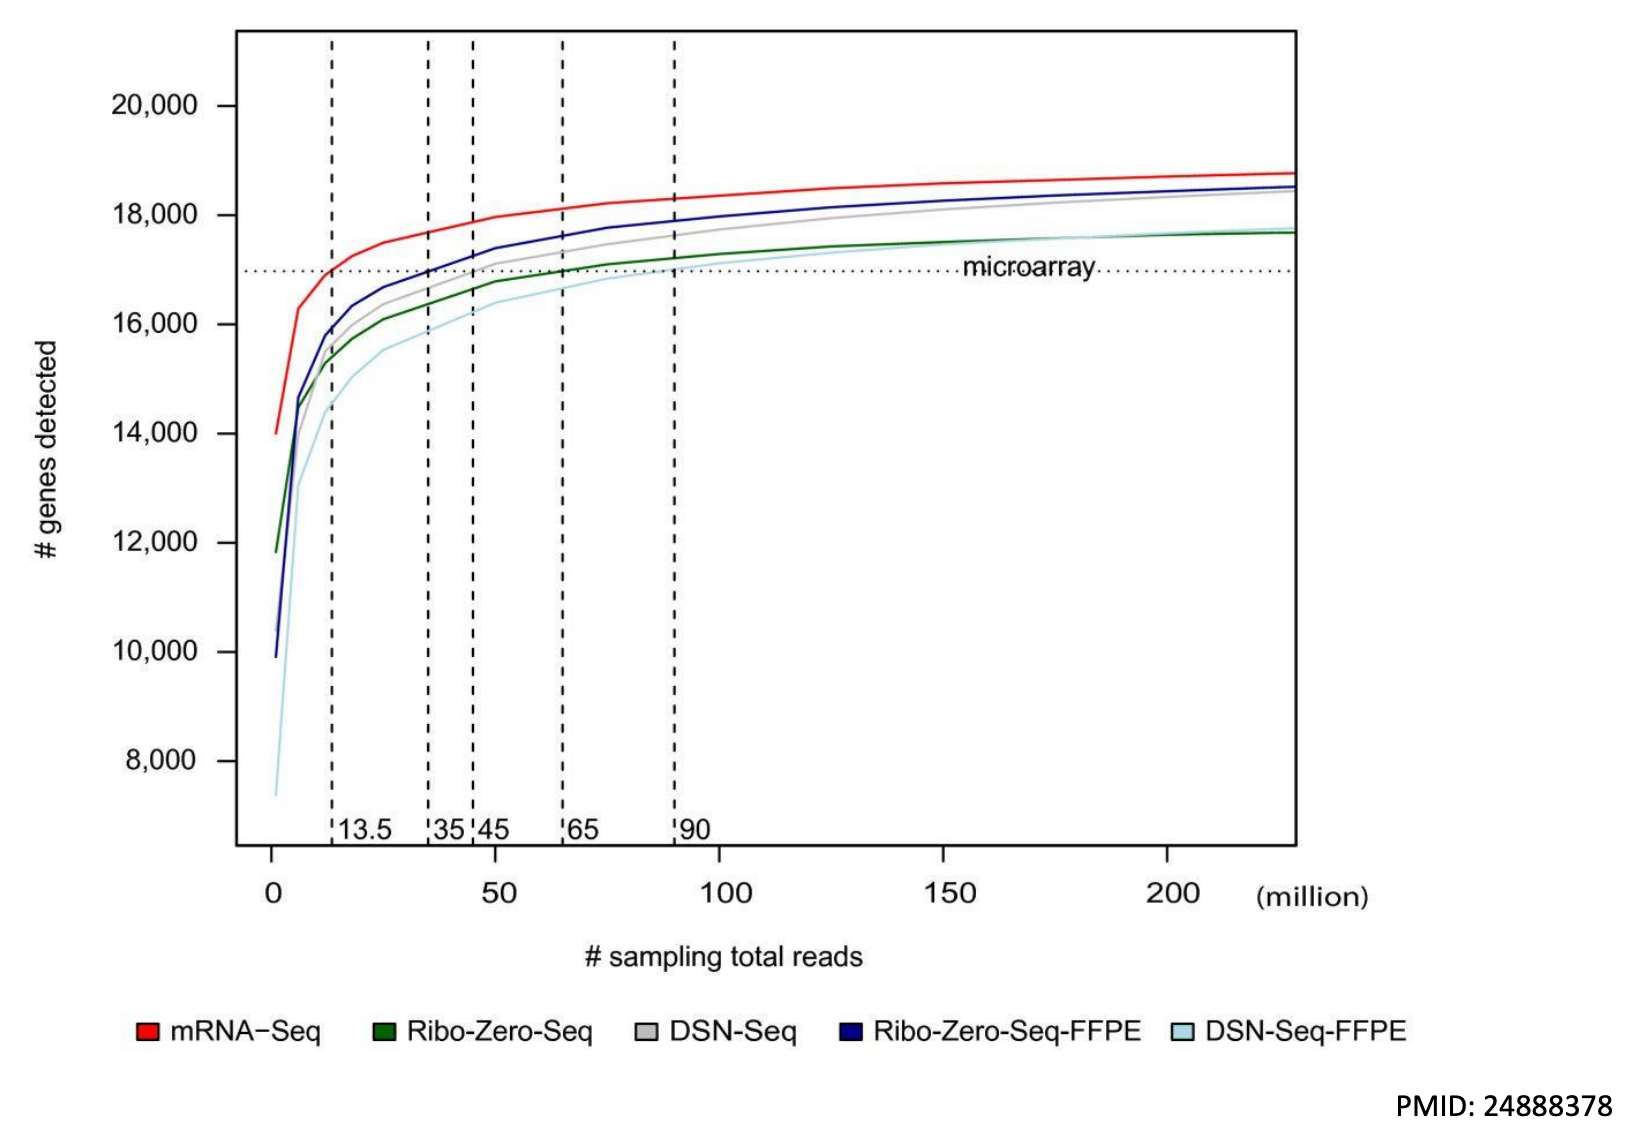 20,000
18,000
16,000
14,000
12,000
10,000
8,000
# genes detected
microarray
13.5 35 45 65 90
0 50 100 150 200 (million)
# sampling total reads
mRNA−Seq Ribo-Zero-Seq DSN-Seq Ribo-Zero-Seq-FFPE DSN-Seq-FFPE
PMID: 24888378